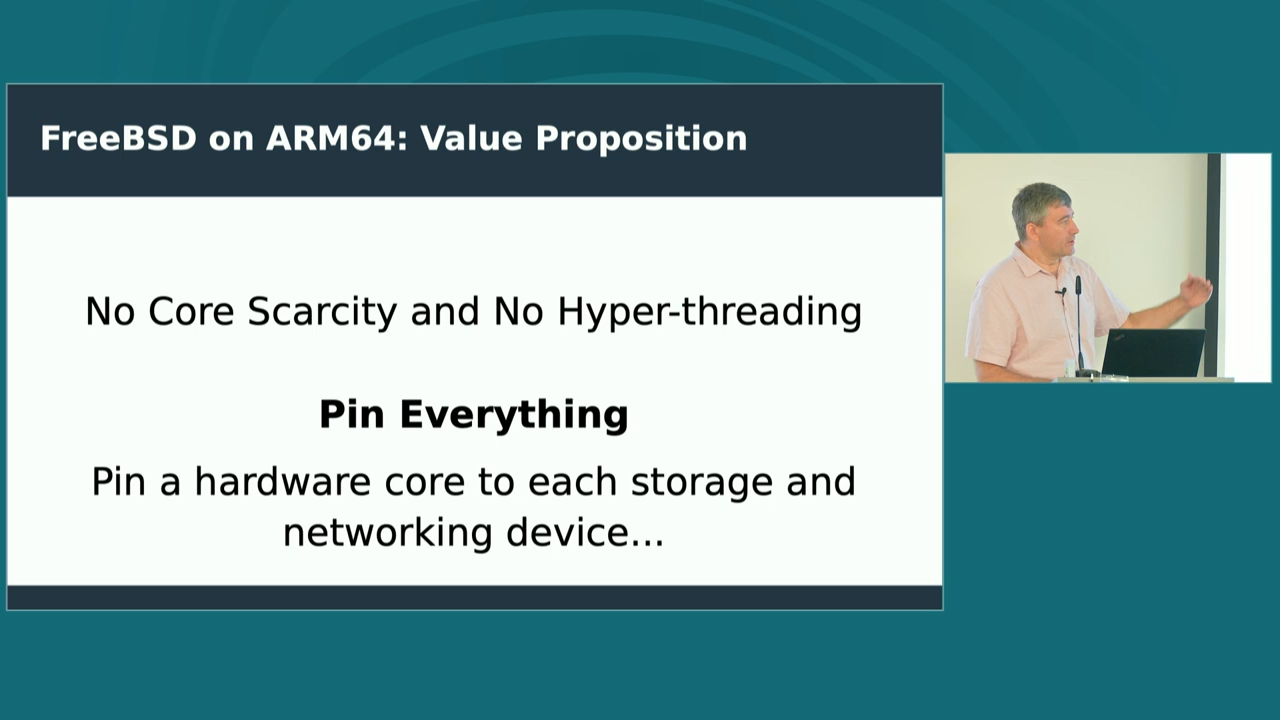 FreeBSD on ARM64: Value Proposition
No Core Scarcity and No Hyper-threading
Pin Everything
Pin a hardware core to each storage and
networking device...